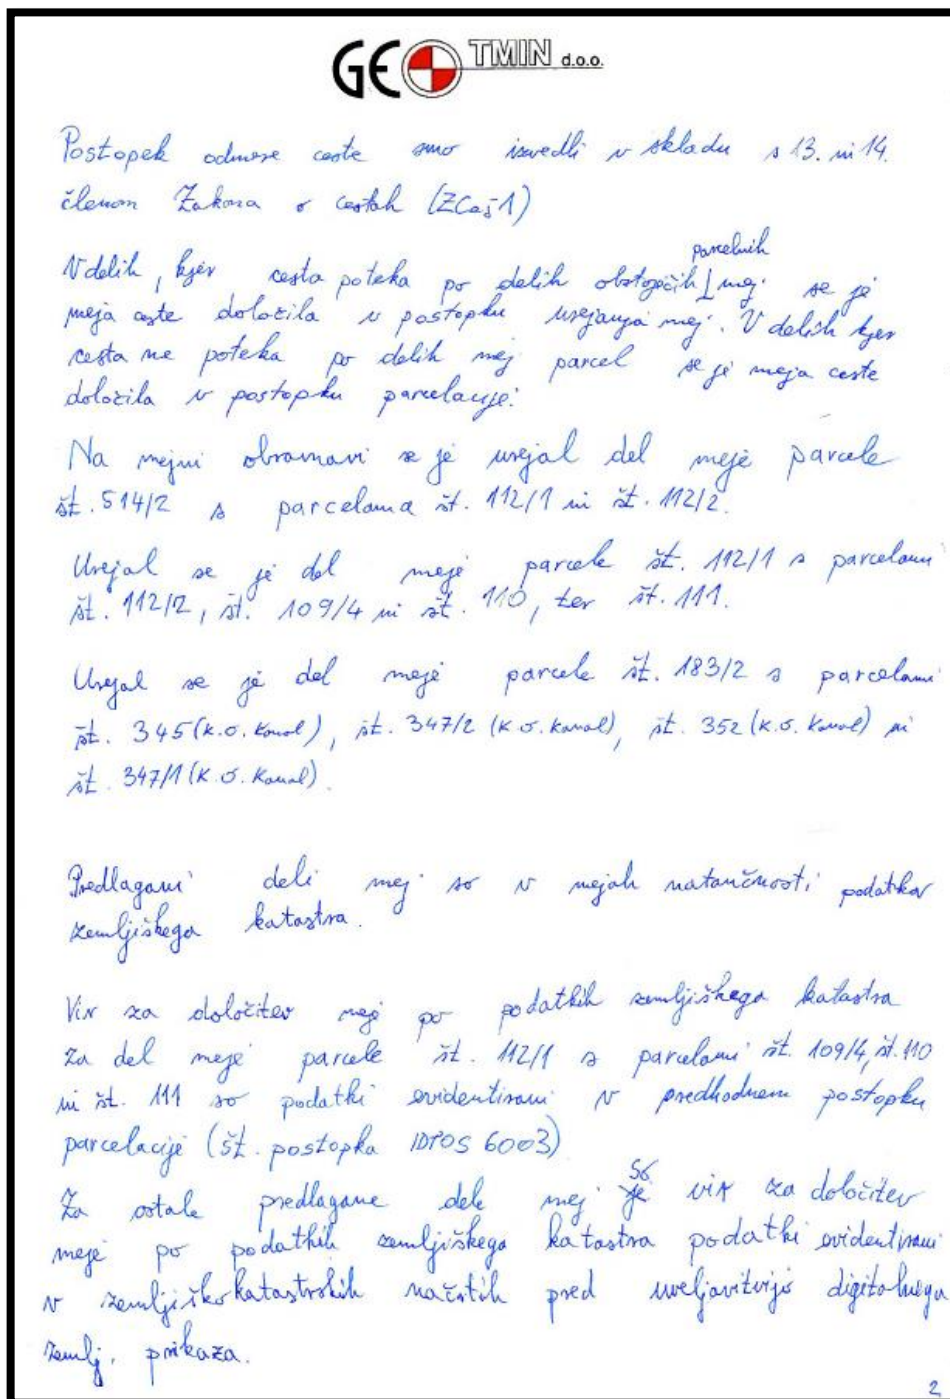 GEO TMIN d.o.o.
Postopek odmere ceste smo izvedli v skladu s 13. in 14.
členom Zakona o cestah (ZCes1)
parcelnih
V delih, kjer cesta poteka po delih obstoječih mej se je
meja ceste določila v postopku urejanja mej. V delih kjer
cesta ne poteka po delih mej parcel se je meja ceste
določila v postopku parcelacije.
Na mejni obravnavi se je urejal del meje parcele
št. 514/2 s parcelama št. 112/1 in št. 112/2.
Urejal se je del meje parcele št. 112/1 s parcelami
št. 112/2, št. 109/4 in št. 110, ter št. 111.
Urejal se je del meje parcele št. 183/2 s parcelami
št. 345 (K.O. Kanal), št. 347/2 (K.O. Kanal), št. 352 (K.O. Kanal) in
št. 347/1 (K.O. Kanal).
Predlagani deli mej so v mejah natančnosti podatkov
zemljiškega katastra.
Vir za določitev meje po podatkih zemljiškega katastra
za del meje parcele št. 112/1 s parcelami št. 109/4, št. 110
in št. 111 so podatki evidentirani v predhodnem postopku
parcelacije (št. postopka IDPOS 6003)
so
Za ostale predlagane dele mej je vir za določitev
meje po podatkih zemljiškega katastra podatki evidentirani
v zemljiško katastrskih načrtih pred uveljavitvijo digitalnega
zemlj. prikaza.
2